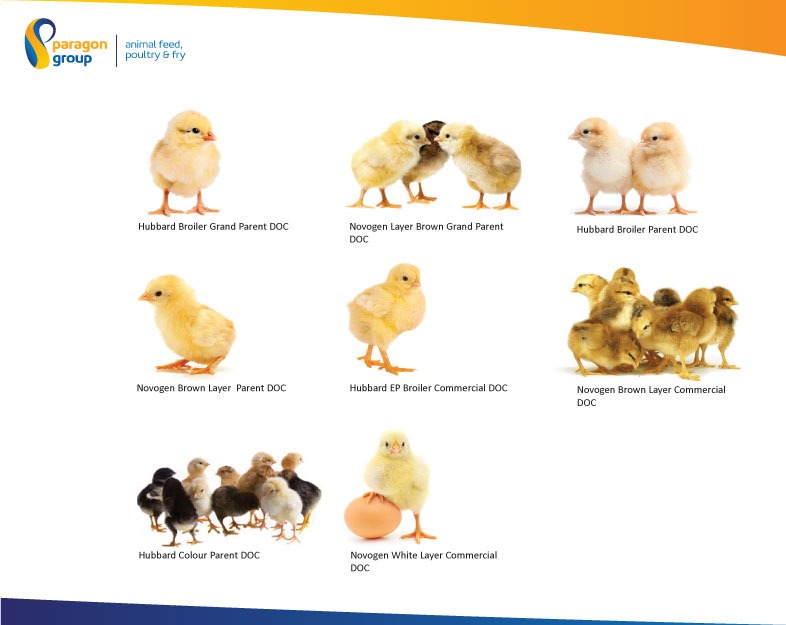 paragon
group
animal feed,
poultry & fry
Hubbard Broiler Grand Parent DOC
Novogen Layer Brown Grand Parent
DOC
Hubbard Broiler Parent DOC
Novogen Brown Layer  Parent DOC
Hubbard EP Broiler Commercial DOC
Novogen Brown Layer Commercial
DOC
Hubbard Colour Parent DOC
Novogen White Layer Commercial
DOC